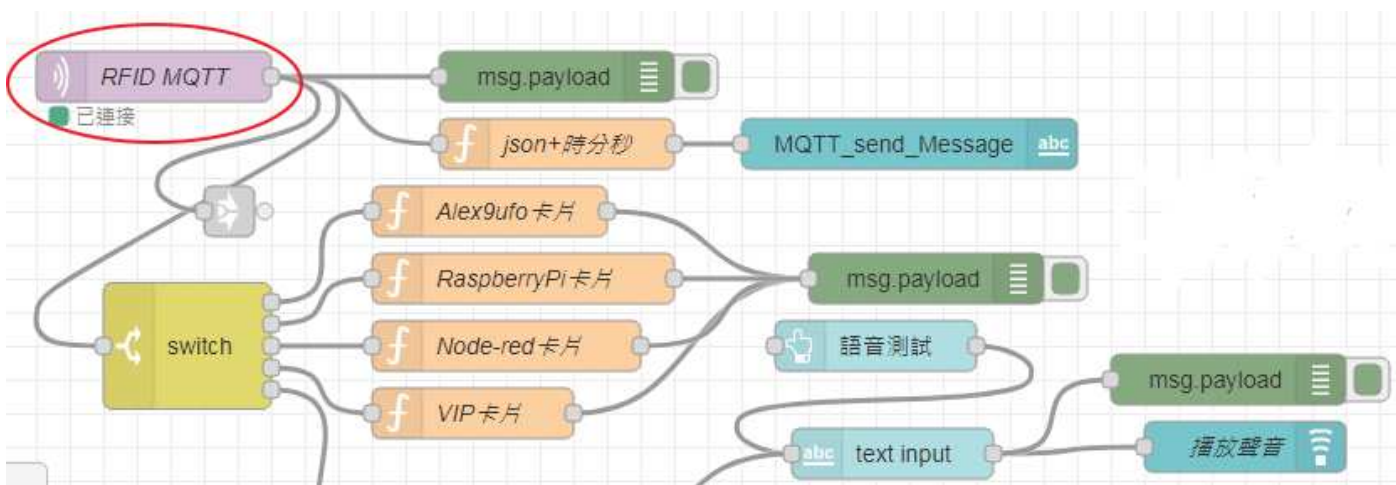 RFID MQTT
msg.payload
已連接
json+時分秒
MQTT_send_Message
abc
Alex9ufo卡片
RaspberryPi卡片
msg.payload
switch
Node-red卡片
語音測試
VIP卡片
msg.payload
abc
text input
播放聲音